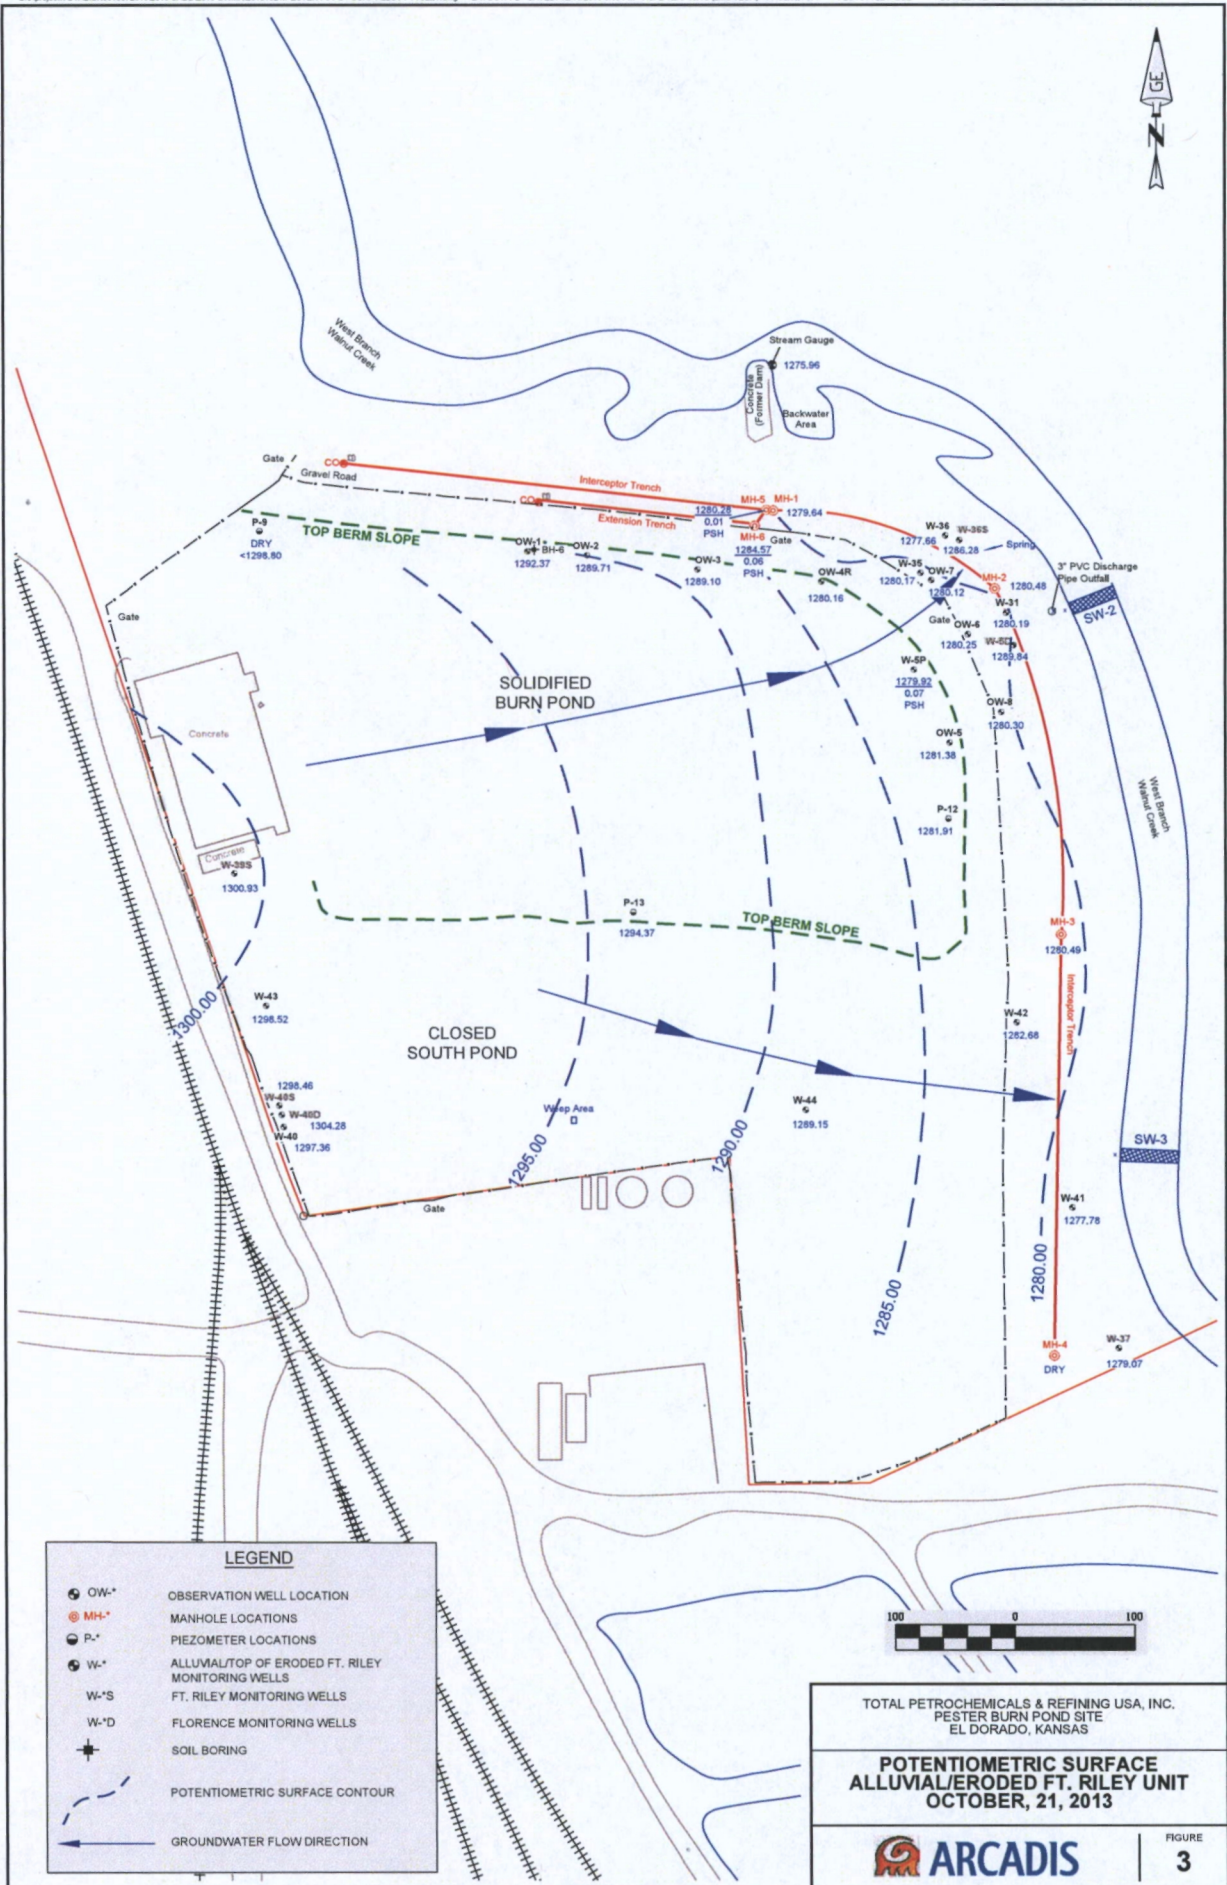 GE
N
West Branch
Walnut Creek
Stream Gauge
1275.96
Concrete
(Former Dam)
Backwater
Area
Gate
CO
Gravel Road
Interceptor Trench
CO
Extension Trench
MH-5
MH-1
1280.28
0.01
PSH
1279.64
MH-6
1284.57
0.06
PSH
Gate
P-9
DRY
<1298.80
TOP BERM SLOPE
OW-1
BH-6
1292.37
OW-2
1289.71
OW-3
1289.10
OW-4R
1280.16
W-36
1277.66
W-36S
1286.28
Spring
W-35
1280.17
OW-7
1280.12
MH-2
1280.48
3" PVC Discharge
Pipe Outfall
SW-2
W-31
1280.19
Gate
OW-6
1280.25
1289.84
W-5P
1279.92
0.07
PSH
OW-8
1280.30
OW-5
1281.38
P-12
1281.91
Gate
SOLIDIFIED
BURN POND
Concrete
Concrete
W-39S
1300.93
West Branch
Walnut Creek
P-13
1294.37
TOP BERM SLOPE
MH-3
1280.49
Interceptor Trench
W-43
1298.52
1300.00
CLOSED
SOUTH POND
W-42
1282.68
1298.46
W-40S
W-40D
1304.28
W-40
1297.36
Weep Area
W-44
1289.15
1295.00
1290.00
SW-3
Gate
W-41
1277.78
1285.00
1280.00
MH-4
DRY
W-37
1279.07
LEGEND
OW-* OBSERVATION WELL LOCATION
MH-* MANHOLE LOCATIONS
P-* PIEZOMETER LOCATIONS
W-* ALLUVIAL/TOP OF ERODED FT. RILEY
MONITORING WELLS
W-*S FT. RILEY MONITORING WELLS
W-*D FLORENCE MONITORING WELLS
SOIL BORING
POTENTIOMETRIC SURFACE CONTOUR
GROUNDWATER FLOW DIRECTION
100 0 100
TOTAL PETROCHEMICALS & REFINING USA, INC.
PESTER BURN POND SITE
EL DORADO, KANSAS
POTENTIOMETRIC SURFACE
ALLUVIAL/ERODED FT. RILEY UNIT
OCTOBER, 21, 2013
ARCADIS
FIGURE
3